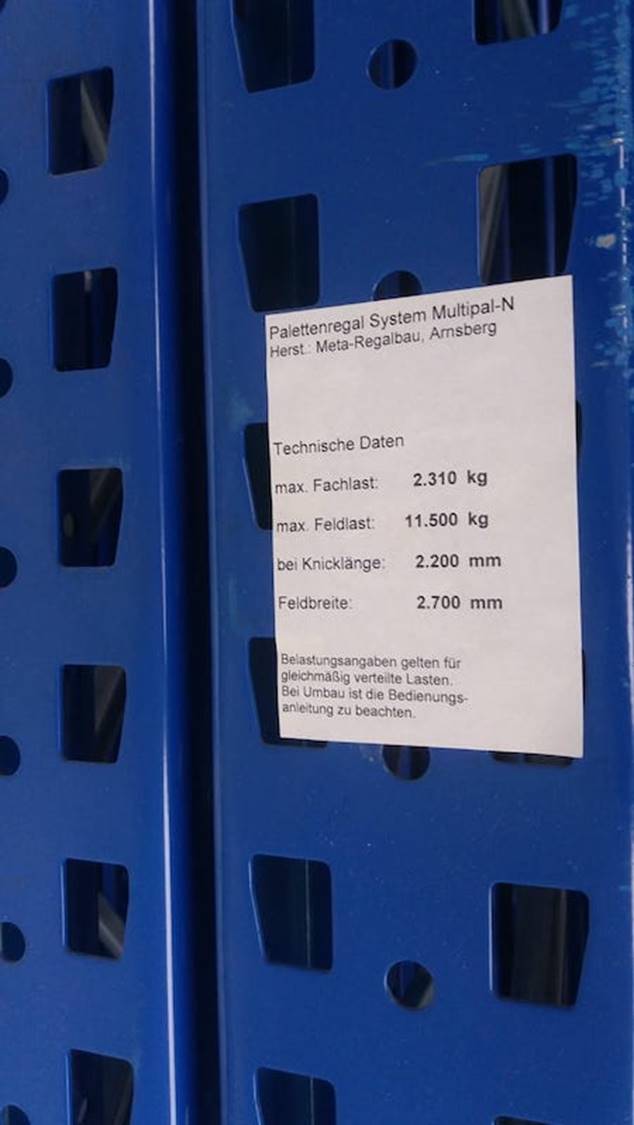 Palettenregal System Multipal-N
Herst.: Meta-Regalbau, Arnsberg
Technische Daten
max. Fachlast: 2.310 kg
max. Feldlast: 11.500 kg
bei Knicklänge: 2.200 mm
Feldbreite: 2.700 mm
Belastungsangaben gelten für
gleichmäßig verteilte Lasten.
Bei Umbau ist die Bedienungs-
anleitung zu beachten.